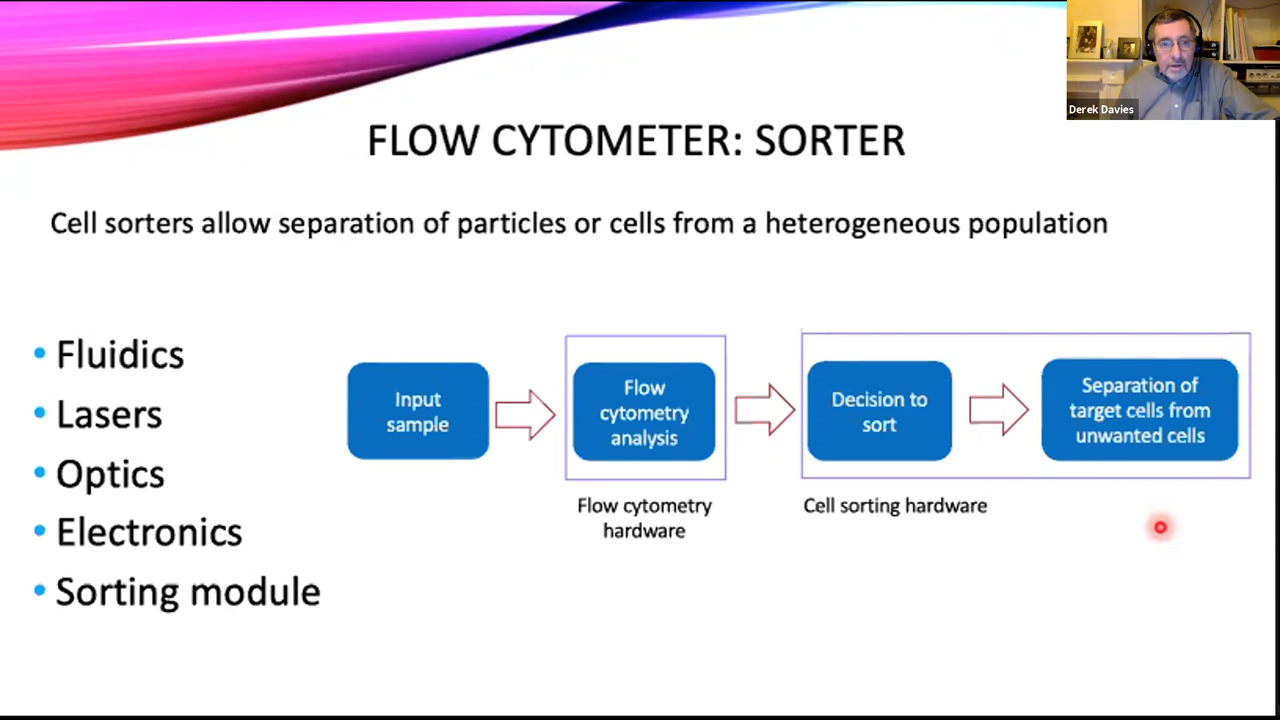 Derek Davies
FLOW CYTOMETER: SORTER
Cell sorters allow separation of particles or cells from a heterogeneous population
• Fluidics
• Lasers
• Optics
• Electronics
• Sorting module
Input
sample
Flow
cytometry
analysis
Decision to
sort
Separation of
target cells from
unwanted cells
Flow cytometry
hardware
Cell sorting hardware